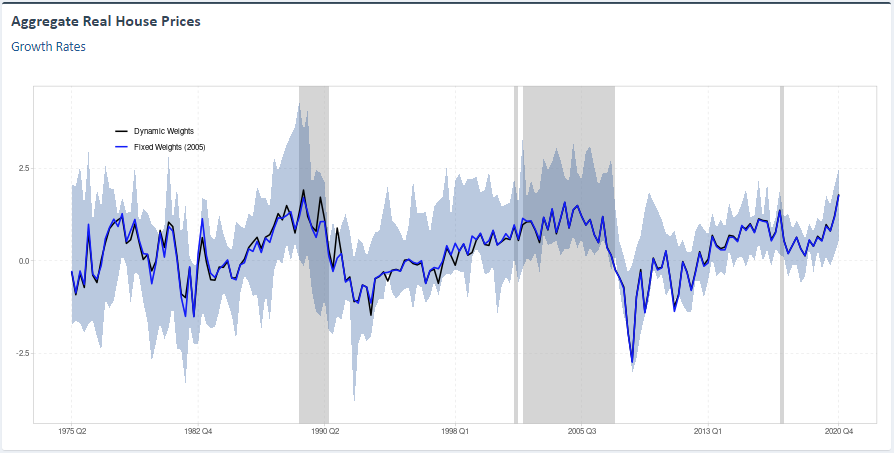 Aggregate Real House Prices
Growth Rates
Dynamic Weights
Fixed Weights (2005)
2.5
0.0
-2.5
1975 Q2
1982 Q4
1990 Q2
1998 Q1
2005 Q3
2013 Q1
2020 Q4